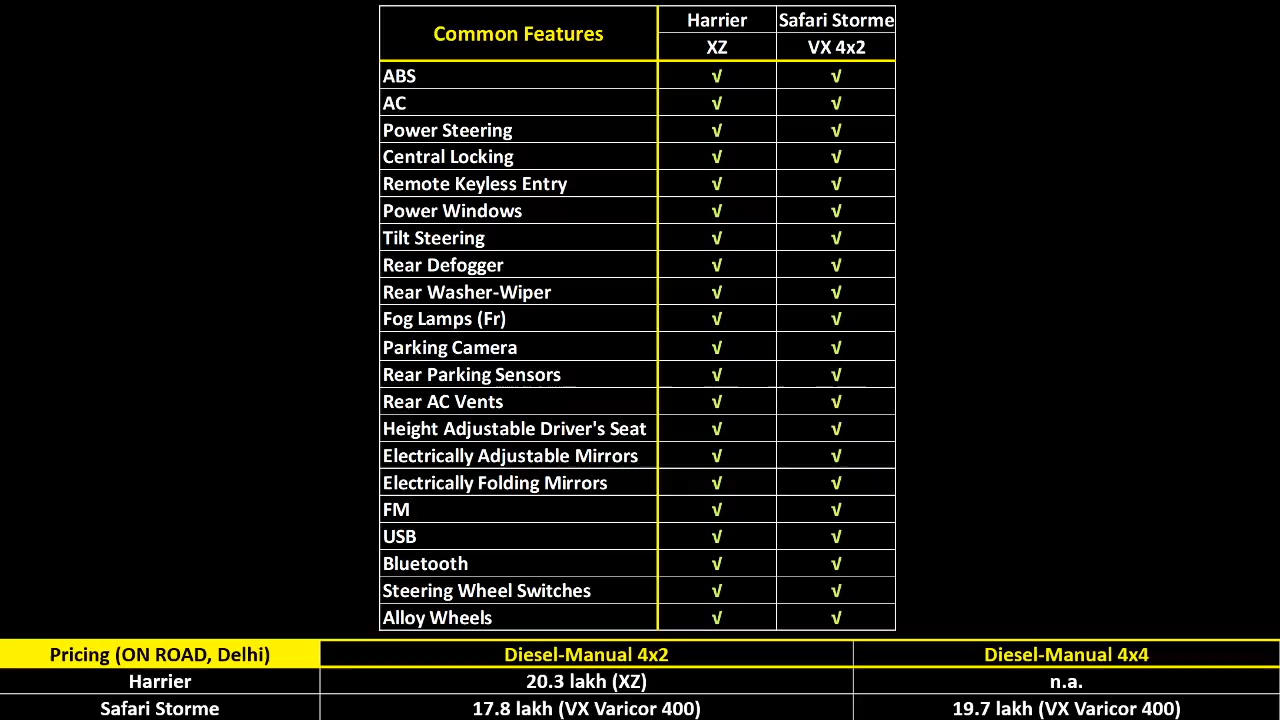 Common Features Harrier Safari Storme
XZ VX 4x2
ABS √ √
AC √ √
Power Steering √ √
Central Locking √ √
Remote Keyless Entry √ √
Power Windows √ √
Tilt Steering √ √
Rear Defogger √ √
Rear Washer-Wiper √ √
Fog Lamps (Fr) √ √
Parking Camera √ √
Rear Parking Sensors √ √
Rear AC Vents √ √
Height Adjustable Driver's Seat √ √
Electrically Adjustable Mirrors √ √
Electrically Folding Mirrors √ √
FM √ √
USB √ √
Bluetooth √ √
Steering Wheel Switches √ √
Alloy Wheels √ √
Pricing (ON ROAD, Delhi) Diesel-Manual 4x2 Diesel-Manual 4x4
Harrier 20.3 lakh (XZ) n.a.
Safari Storme 17.8 lakh (VX Varicor 400) 19.7 lakh (VX Varicor 400)